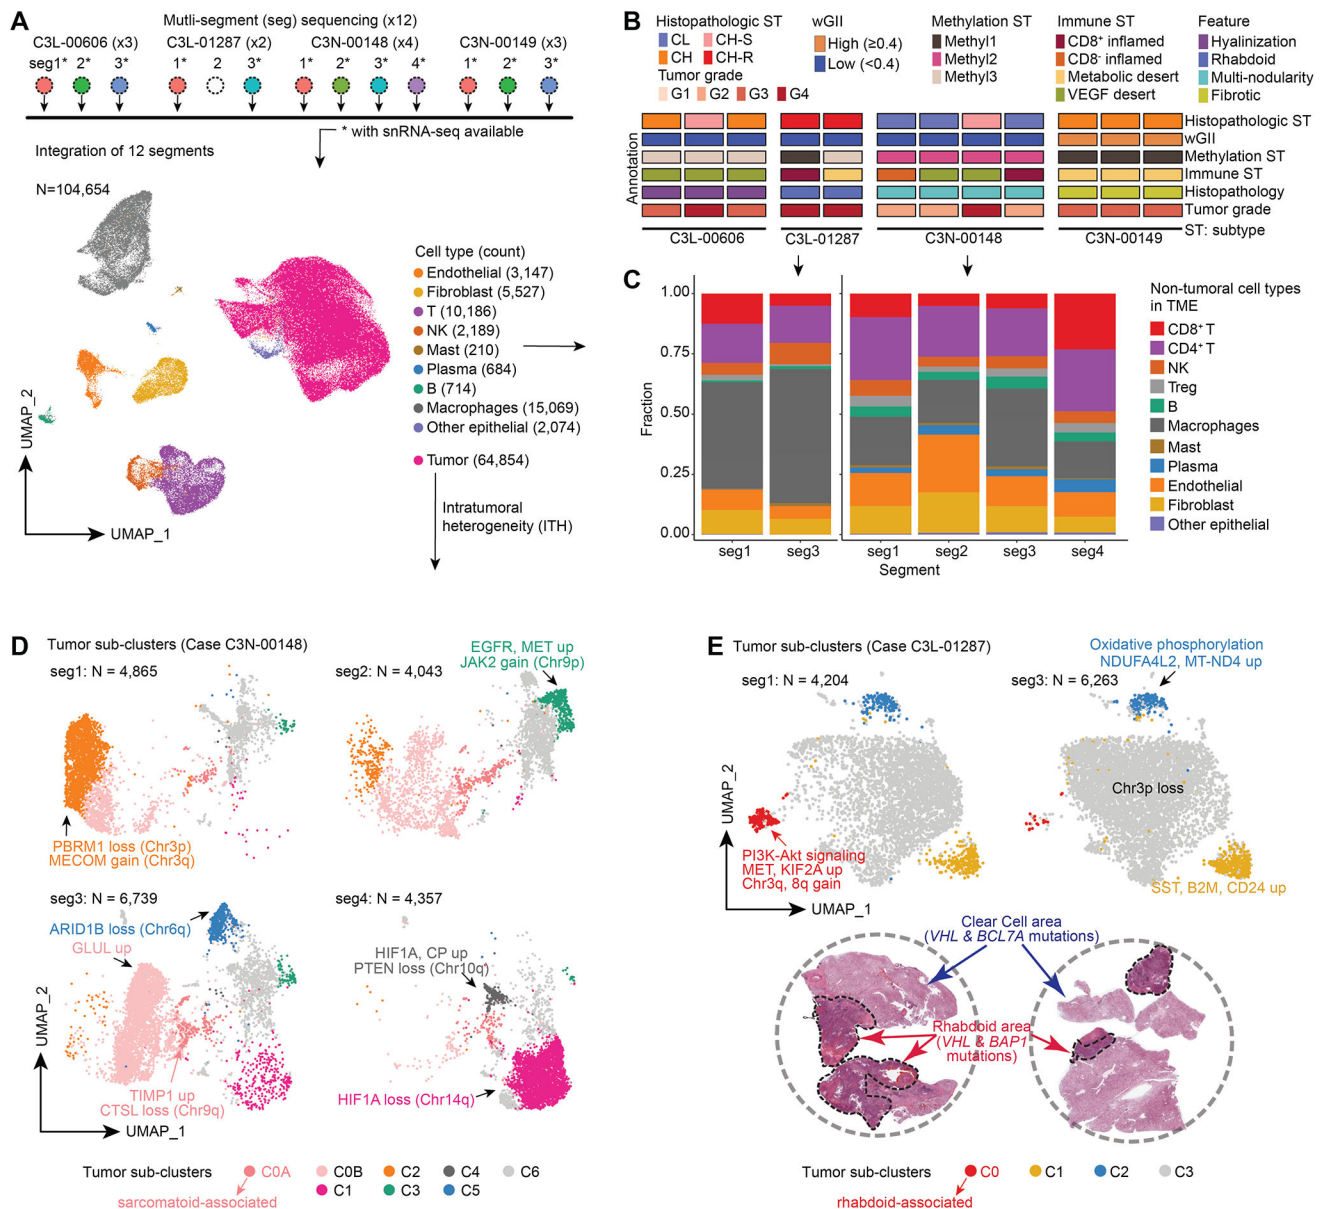 A
Mutli-segment (seg) sequencing (x12)
C3L-00606 (x3)
C3L-01287 (x2)
C3N-00148 (x4)
C3N-00149 (x3)
seg1* 2* 3*
1* 2 3*
1* 2* 3* 4*
1* 2* 3*
* with snRNA-seq available
Integration of 12 segments
N=104,654
Cell type (count)
Endothelial (3,147)
Fibroblast (5,527)
T (10,186)
NK (2,189)
Mast (210)
Plasma (684)
B (714)
Macrophages (15,069)
Other epithelial (2,074)
Tumor (64,854)
Intratumoral
heterogeneity (ITH)
UMAP_2
UMAP_1
B
Histopathologic ST
CL
CH-S
CH
CH-R
Tumor grade
G1
G2
G3
G4
wGII
High (≥0.4)
Low (<0.4)
Methylation ST
Methyl1
Methyl2
Methyl3
Immune ST
CD8⁺ inflamed
CD8⁻ inflamed
Metabolic desert
VEGF desert
Feature
Hyalinization
Rhabdoid
Multi-nodularity
Fibrotic
Annotation
Histopathologic ST
wGII
Methylation ST
Immune ST
Histopathology
Tumor grade
ST: subtype
C3L-00606
C3L-01287
C3N-00148
C3N-00149
C
1.00
0.75
0.50
0.25
0.00
Fraction
seg1
seg3
seg1
seg2
seg3
seg4
Segment
Non-tumoral cell types
in TME
CD8⁺ T
CD4⁺ T
NK
Treg
B
Macrophages
Mast
Plasma
Endothelial
Fibroblast
Other epithelial
D
Tumor sub-clusters (Case C3N-00148)
seg1: N = 4,865
PBRM1 loss (Chr3p)
MECOM gain (Chr3q)
seg2: N = 4,043
EGFR, MET up
JAK2 gain (Chr9p)
seg3: N = 6,739
ARID1B loss (Chr6q)
GLUL up
TIMP1 up
CTSL loss (Chr9q)
seg4: N = 4,357
HIF1A, CP up
PTEN loss (Chr10q)
HIF1A loss (Chr14q)
UMAP_2
UMAP_1
Tumor sub-clusters
C0A
C0B
C2
C4
C6
C1
C3
C5
sarcomatoid-associated
E
Tumor sub-clusters (Case C3L-01287)
Oxidative phosphorylation
NDUFA4L2, MT-ND4 up
seg1: N = 4,204
seg3: N = 6,263
Chr3p loss
PI3K-Akt signaling
MET, KIF2A up
Chr3q, 8q gain
SST, B2M, CD24 up
UMAP_2
UMAP_1
Clear Cell area
(VHL & BCL7A mutations)
Rhabdoid area
(VHL & BAP1
mutations)
Tumor sub-clusters
C0
C1
C2
C3
rhabdoid-associated